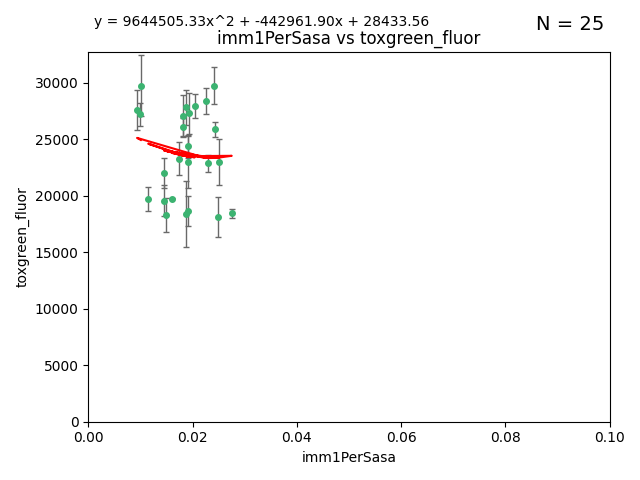 y = 9644505.33x^2 + -442961.90x + 28433.56
N = 25
imm1PerSasa vs toxgreen_fluor
toxgreen_fluor
30000
25000
20000
15000
10000
5000
0
0.00
0.02
0.04
0.06
0.08
0.10
imm1PerSasa